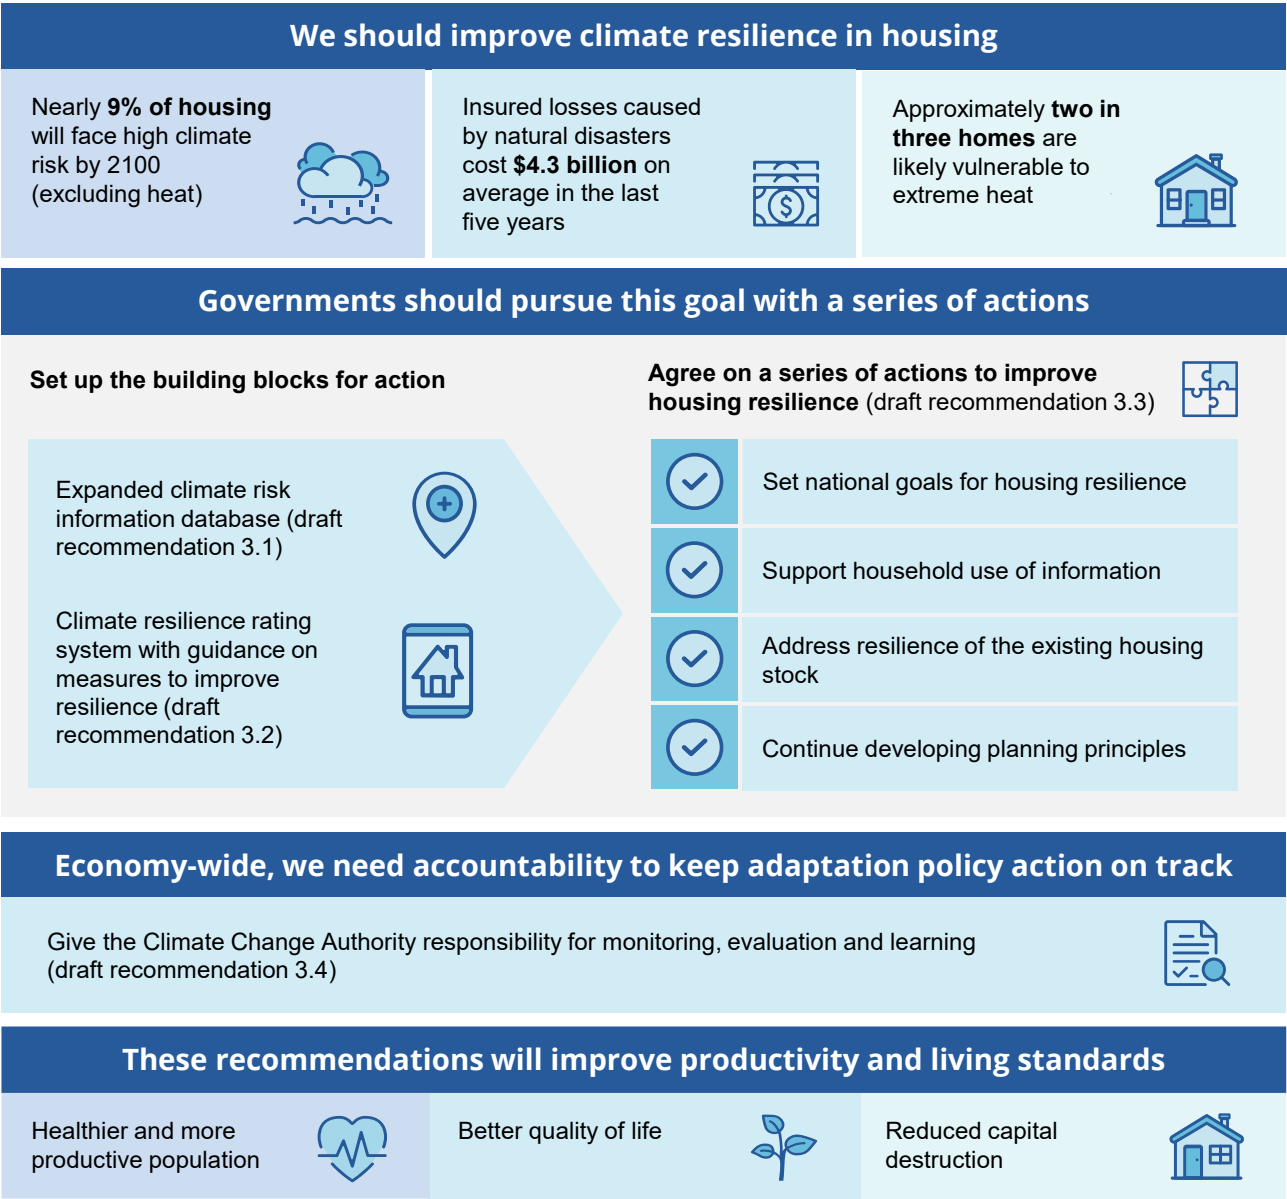 We should improve climate resilience in housing
Nearly 9% of housing
will face high climate
risk by 2100
(excluding heat)
Insured losses caused
by natural disasters
cost $4.3 billion on
average in the last
five years
Approximately two in
three homes are
likely vulnerable to
extreme heat
$
Governments should pursue this goal with a series of actions
Set up the building blocks for action
Expanded climate risk
information database (draft
recommendation 3.1)
Climate resilience rating
system with guidance on
measures to improve
resilience (draft
recommendation 3.2)
Agree on a series of actions to improve
housing resilience (draft recommendation 3.3)
Set national goals for housing resilience
Support household use of information
Address resilience of the existing housing
stock
Continue developing planning principles
Economy-wide, we need accountability to keep adaptation policy action on track
Give the Climate Change Authority responsibility for monitoring, evaluation and learning
(draft recommendation 3.4)
These recommendations will improve productivity and living standards
Healthier and more
productive population
Better quality of life
Reduced capital
destruction